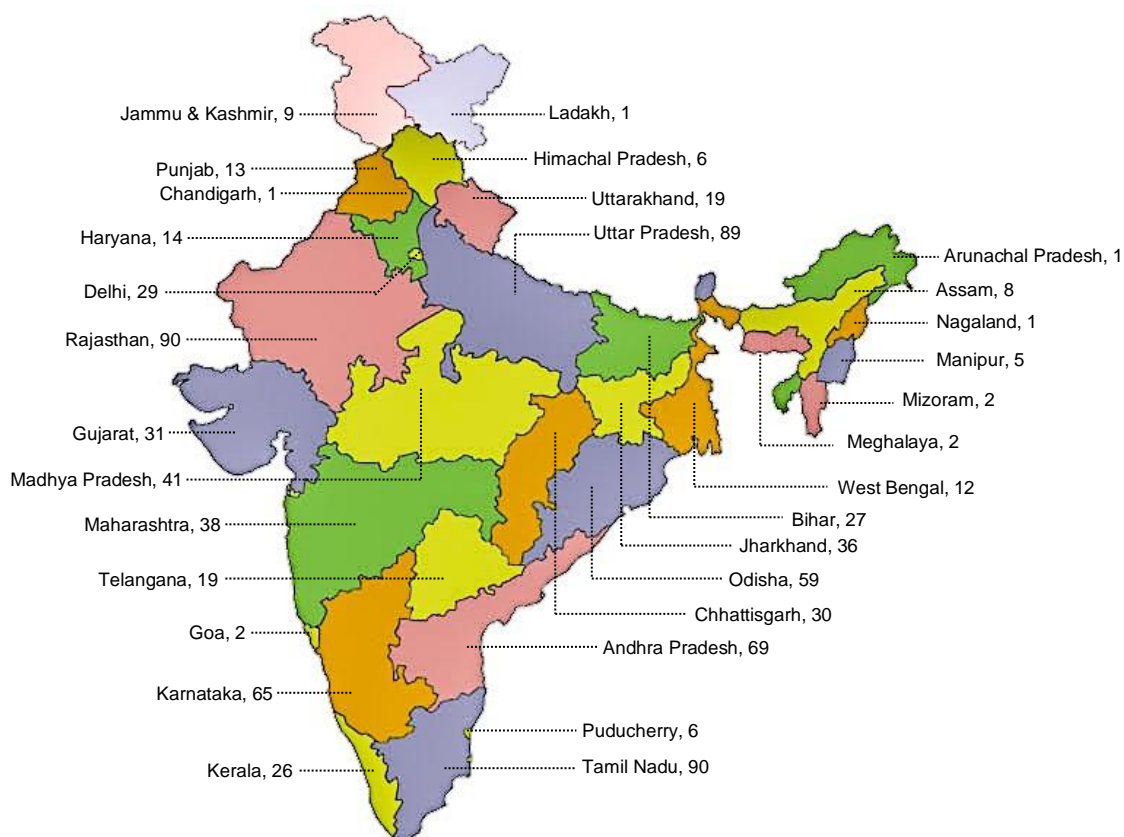 Jammu & Kashmir, 9
Ladakh, 1
Himachal Pradesh, 6
Punjab, 13
Chandigarh, 1
Uttarakhand, 19
Haryana, 14
Uttar Pradesh, 89
Arunachal Pradesh, 1
Delhi, 29
Assam, 8
Rajasthan, 90
Nagaland, 1
Manipur, 5
Mizoram, 2
Gujarat, 31
Meghalaya, 2
Madhya Pradesh, 41
West Bengal, 12
Maharashtra, 38
Bihar, 27
Jharkhand, 36
Telangana, 19
Odisha, 59
Chhattisgarh, 30
Goa, 2
Andhra Pradesh, 69
Karnataka, 65
Puducherry, 6
Kerala, 26
Tamil Nadu, 90